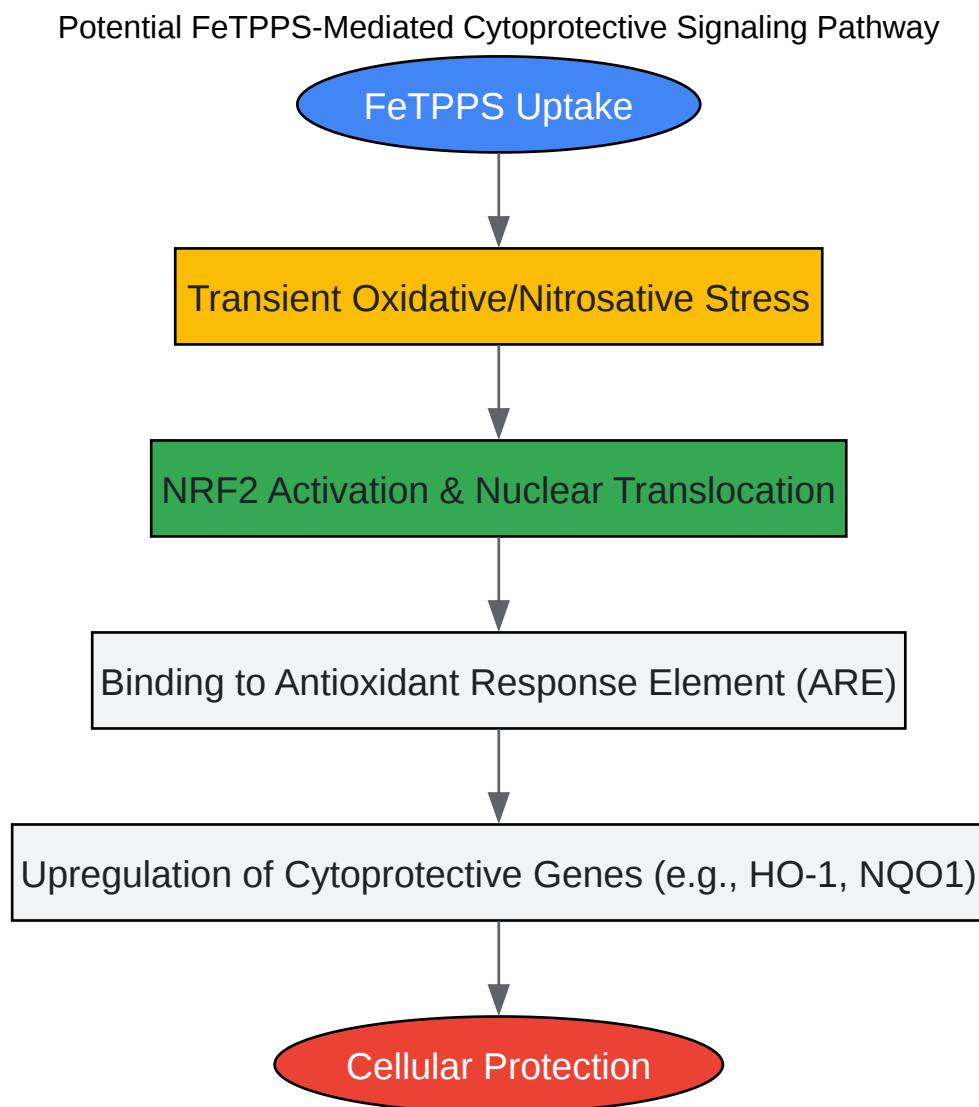 Potential FeTPPS-Mediated Cytoprotective Signaling Pathway
FeTPPS Uptake
Transient Oxidative/Nitrosative Stress
NRF2 Activation & Nuclear Translocation
Binding to Antioxidant Response Element (ARE)
Upregulation of Cytoprotective Genes (e.g., HO-1, NQO1)
Cellular Protection